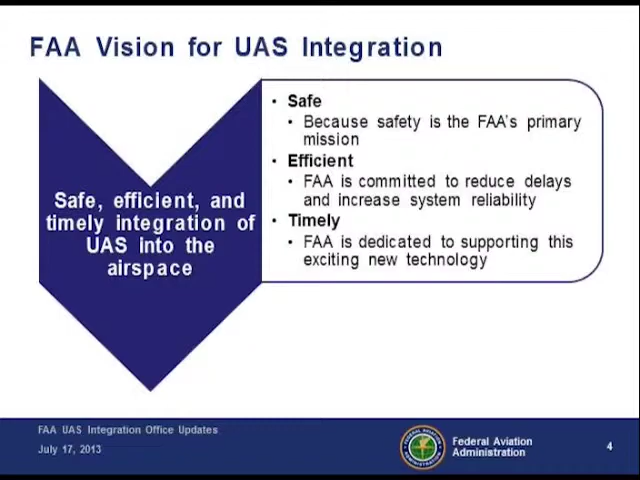 FAA Vision for UAS Integration
Safe, efficient, and
timely integration of
UAS into the
airspace
• Safe
• Because safety is the FAA's primary
mission
• Efficient
• FAA is committed to reduce delays
and increase system reliability
• Timely
• FAA is dedicated to supporting this
exciting new technology
FAA UAS Integration Office Updates
July 17, 2013
Federal Aviation
Administration
4